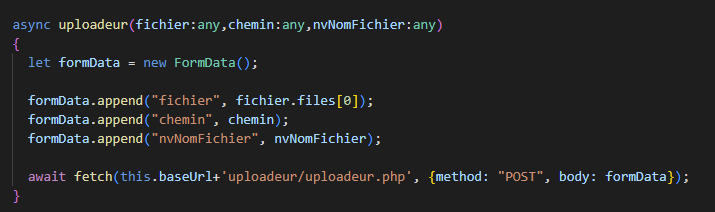 async uploadeur(fichier:any,chemin:any,nvNomFichier:any)
{
let formData = new FormData();
formData.append("fichier", fichier.files[0]);
formData.append("chemin", chemin);
formData.append("nvNomFichier", nvNomFichier);
await fetch(this.baseUrl+'uploadeur/uploadeur.php', {method: "POST", body: formData});
}